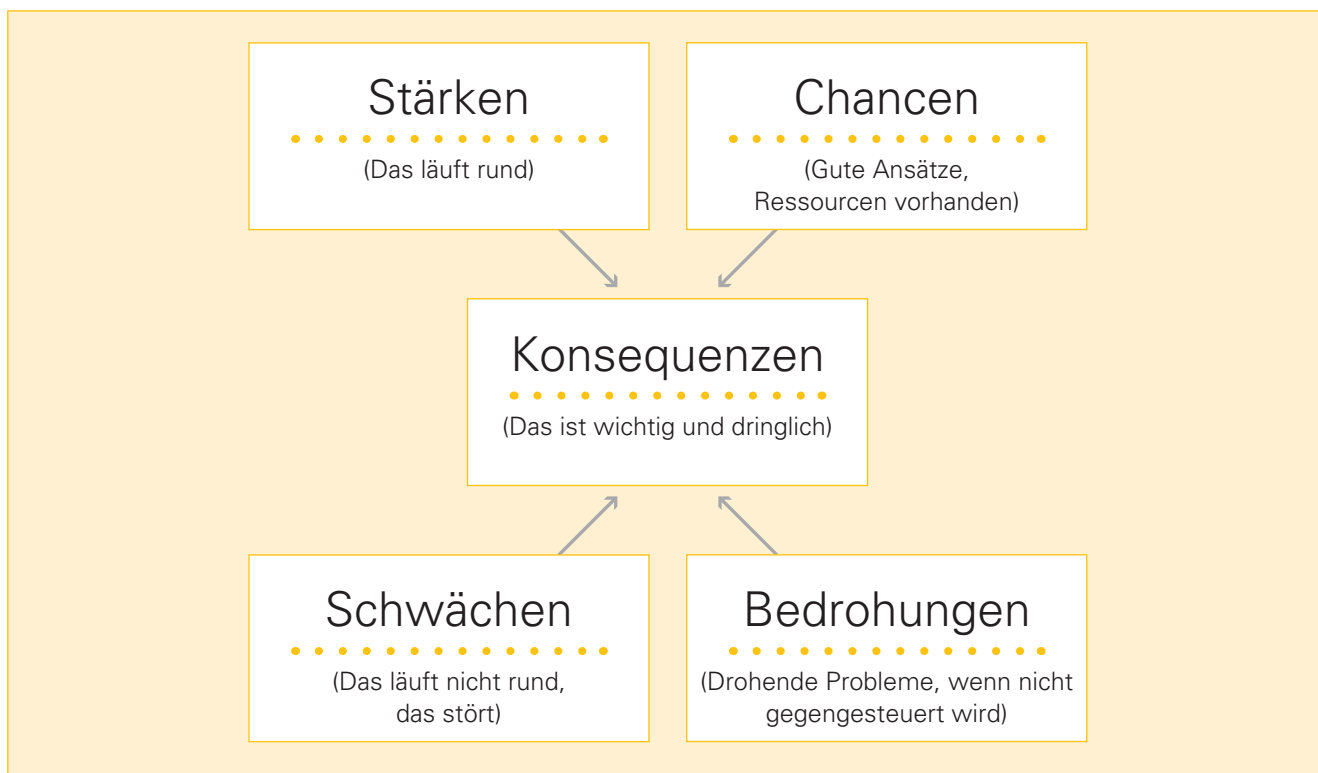 Stärken
(Das läuft rund)
Chancen
(Gute Ansätze,
Ressourcen vorhanden)
Konsequenzen
(Das ist wichtig und dringlich)
Schwächen
(Das läuft nicht rund,
das stört)
Bedrohungen
(Drohende Probleme, wenn nicht
gegengesteuert wird)